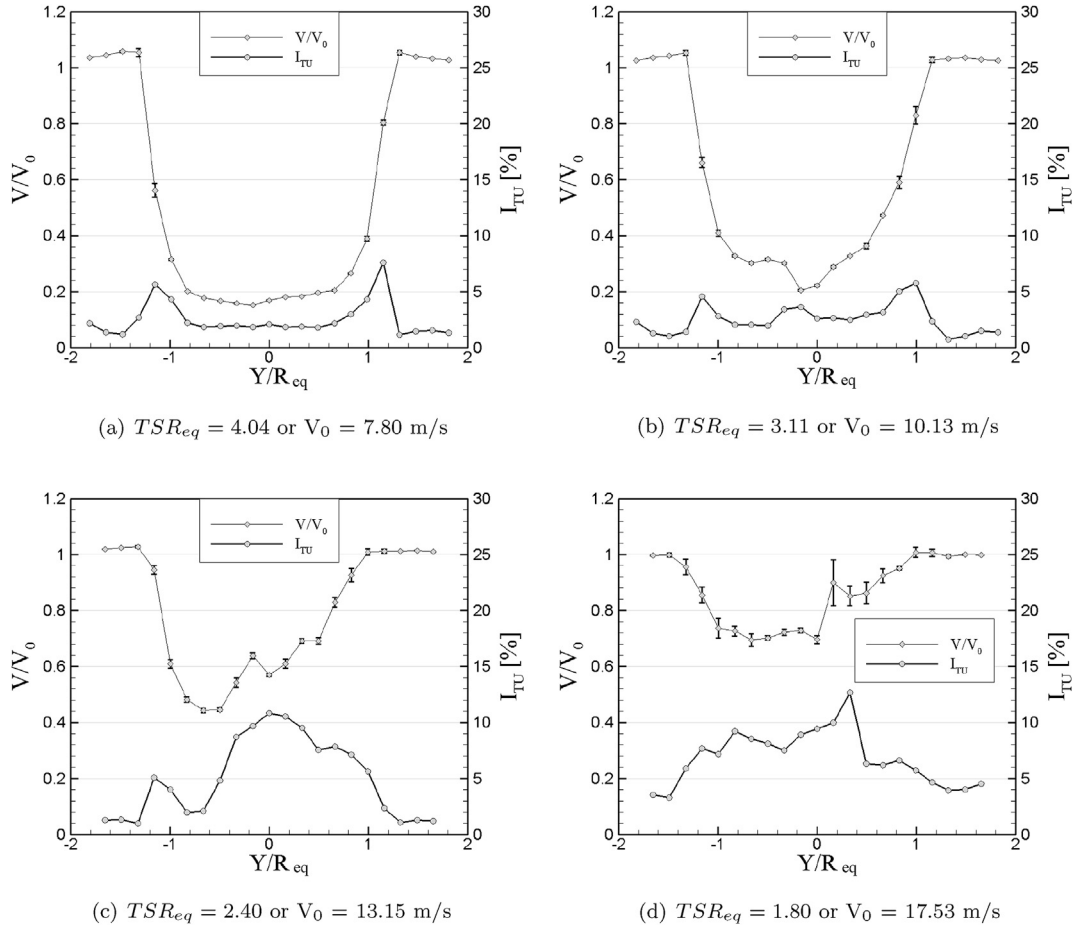 1.2
1
0.8
0.6
0.4
0.2
0
V/V0
30
25
20
15
10
5
0
ITU [%]
V/V0
ITU
-2 -1 0 1 2
Y/Req
(a) TSReq = 4.04 or V0 = 7.80 m/s
1.2
1
0.8
0.6
0.4
0.2
0
V/V0
30
25
20
15
10
5
0
ITU [%]
V/V0
ITU
-2 -1 0 1 2
Y/Req
(b) TSReq = 3.11 or V0 = 10.13 m/s
1.2
1
0.8
0.6
0.4
0.2
0
V/V0
30
25
20
15
10
5
0
ITU [%]
V/V0
ITU
-2 -1 0 1 2
Y/Req
(c) TSReq = 2.40 or V0 = 13.15 m/s
1.2
1
0.8
0.6
0.4
0.2
0
V/V0
30
25
20
15
10
5
0
ITU [%]
V/V0
ITU
-2 -1 0 1 2
Y/Req
(d) TSReq = 1.80 or V0 = 17.53 m/s